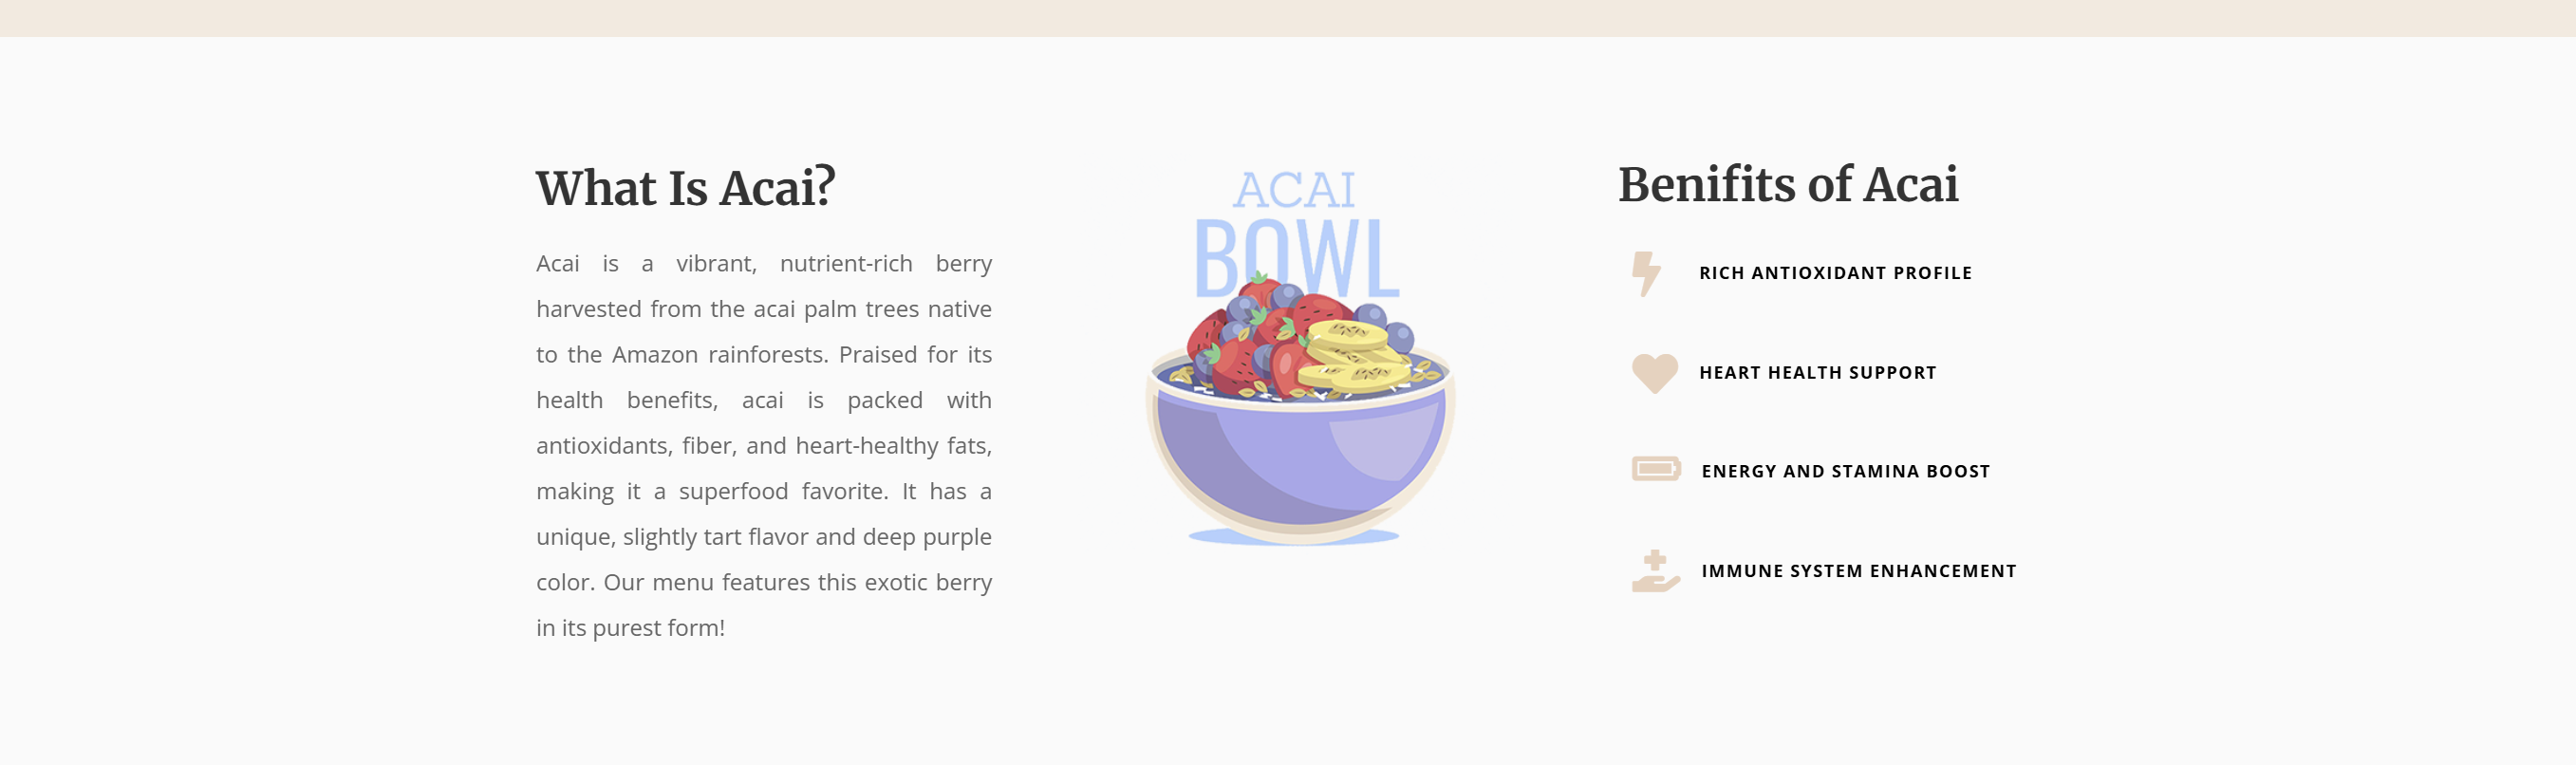 What Is Acai?
Acai is a vibrant, nutrient-rich berry
harvested from the acai palm trees native
to the Amazon rainforests. Praised for its
health benefits, acai is packed with
antioxidants, fiber, and heart-healthy fats,
making it a superfood favorite. It has a
unique, slightly tart flavor and deep purple
color. Our menu features this exotic berry
in its purest form!
ACAI
BOWL
Benifits of Acai
RICH ANTIOXIDANT PROFILE
HEART HEALTH SUPPORT
ENERGY AND STAMINA BOOST
IMMUNE SYSTEM ENHANCEMENT